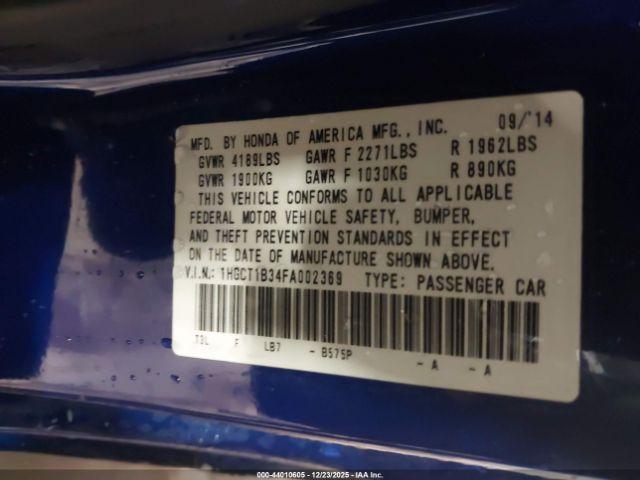 MFD. BY HONDA OF AMERICA MFG., INC. 09/'14
GVWR 4189LBS GAWR F 2271LBS R 1962LBS
GVWR 1900KG GAWR F 1030KG R 890KG
THIS VEHICLE CONFORMS TO ALL APPLICABLE
FEDERAL MOTOR VEHICLE SAFETY, BUMPER,
AND THEFT PREVENTION STANDARDS IN EFFECT
ON THE DATE OF MANUFACTURE SHOWN ABOVE.
V.I.N.: 1HGCT1B34FA002369 TYPE: PASSENGER CAR
T3L F LB7 - B575P - A - A
000-44010605 - 12/23/2025 - IAA Inc.